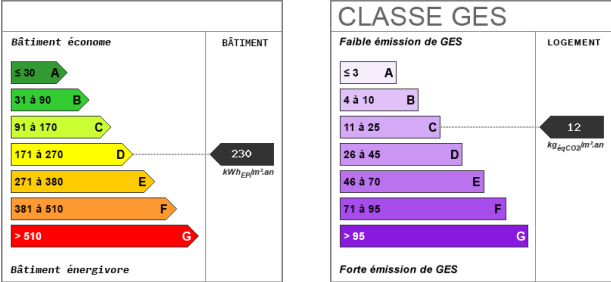 Bâtiment économe
BÂTIMENT
≤ 30 A
31 à 90 B
91 à 170 C
171 à 270 D
230
kWhEP/m².an
271 à 380 E
381 à 510 F
> 510 G
Bâtiment énergivore
CLASSE GES
Faible émission de GES
LOGEMENT
≤ 3 A
4 à 10 B
11 à 25 C
12
kgéqCO2/m².an
26 à 45 D
46 à 70 E
71 à 95 F
> 95 G
Forte émission de GES